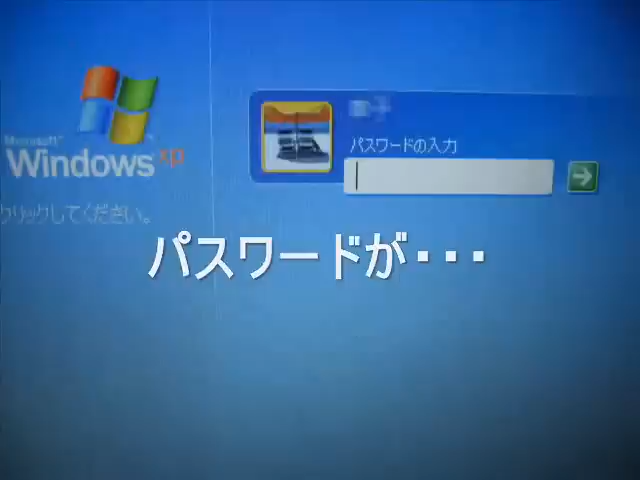 Microsoft
Windows xp
クリックしてください。
パスワードの入力
パスワードが・・・